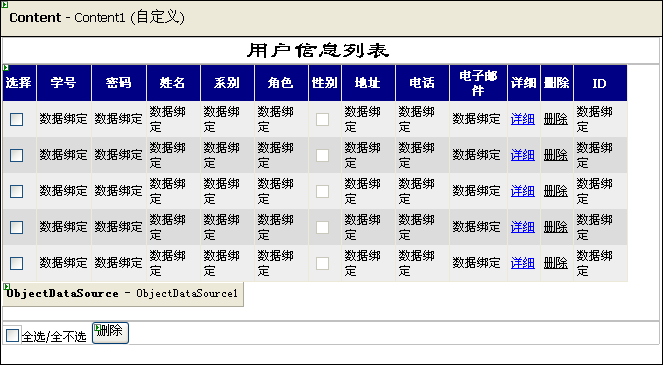 Content - Content1 (自定义)
用户信息列表
选择 学号 密码 姓名 系别 角色 性别 地址 电话 电子邮件 详细 删除 ID
数据绑定 数据绑定 数据绑定 数据绑定 数据绑定 数据绑定 数据绑定 数据绑定 详细 删除 数据绑定
数据绑定 数据绑定 数据绑定 数据绑定 数据绑定 数据绑定 数据绑定 数据绑定 详细 删除 数据绑定
数据绑定 数据绑定 数据绑定 数据绑定 数据绑定 数据绑定 数据绑定 数据绑定 详细 删除 数据绑定
数据绑定 数据绑定 数据绑定 数据绑定 数据绑定 数据绑定 数据绑定 数据绑定 详细 删除 数据绑定
数据绑定 数据绑定 数据绑定 数据绑定 数据绑定 数据绑定 数据绑定 数据绑定 详细 删除 数据绑定
ObjectDataSource - ObjectDataSource1
全选/全不选 删除